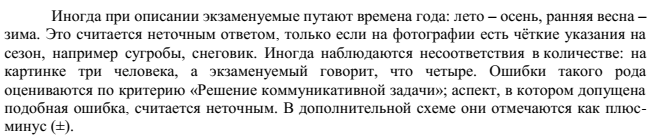 Иногда при описании экзаменуемые путают времена года: лето – осень, ранняя весна –
зима. Это считается неточным ответом, только если на фотографии есть чёткие указания на
сезон, например сугробы, снеговик. Иногда наблюдаются несоответствия в количестве: на
картинке три человека, а экзаменуемый говорит, что четыре. Ошибки такого рода
оцениваются по критерию «Решение коммуникативной задачи»; аспект, в котором допущена
подобная ошибка, считается неточным. В дополнительной схеме они отмечаются как плюс-
минус (±).